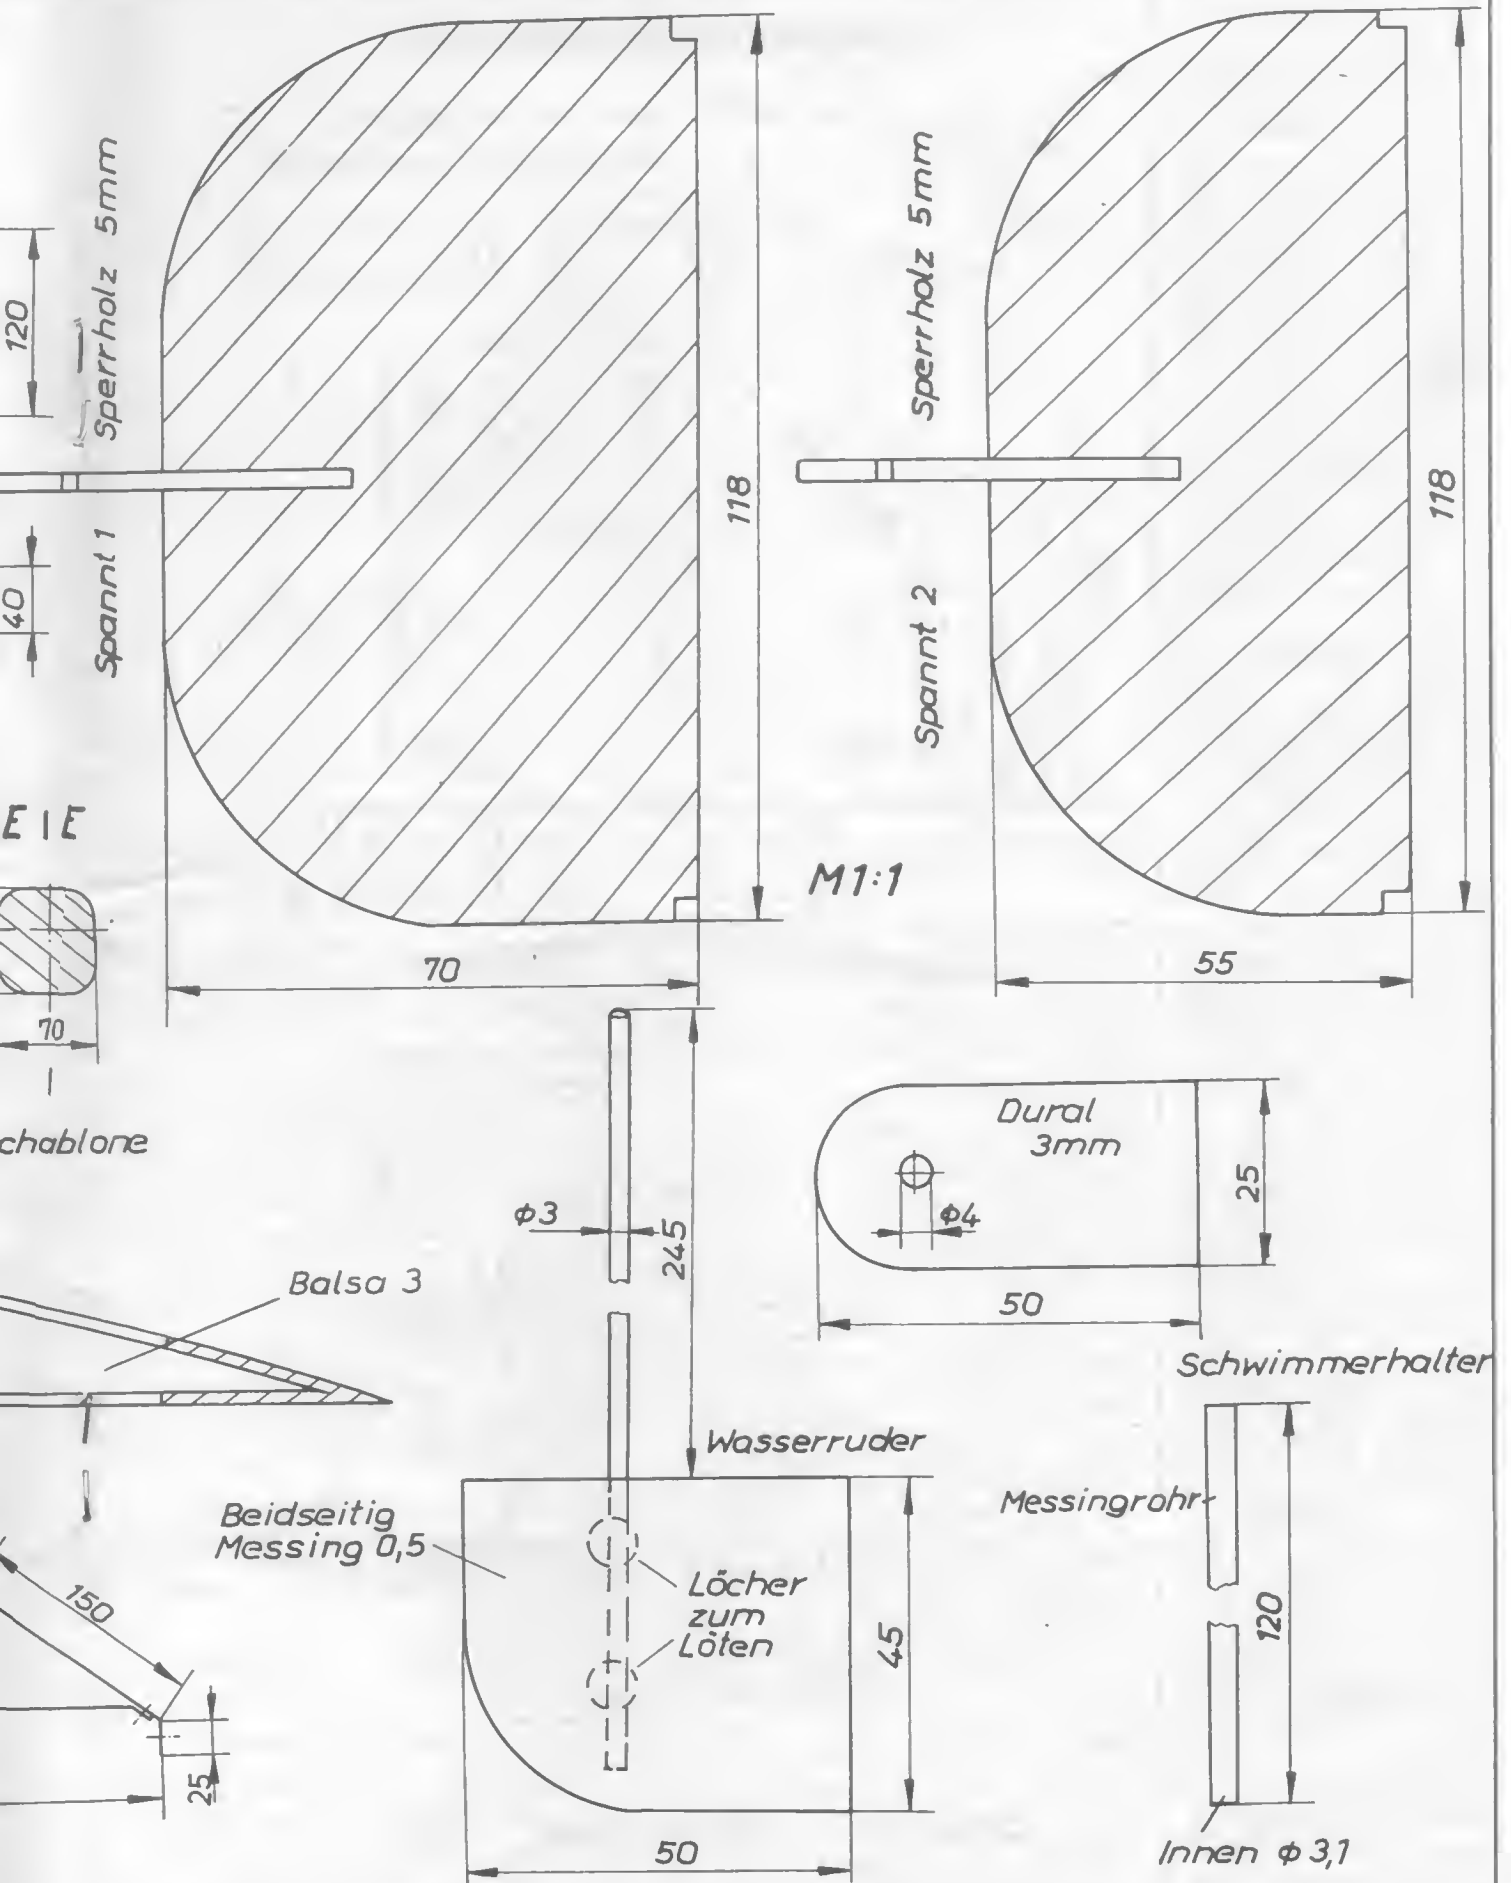 120
Spannt 1 Sperrholz 5mm
118
70
40
Spannt 2 Sperrholz 5mm
118
55
M1:1
E I E
70
chablone
ϕ3
245
Dural
3mm
ϕ4
25
50
Schwimmerhalter
Balsa 3
Wasserruder
Beidseitig
Messing 0,5
Löcher
zum
Löten
45
50
Messingrohr
120
Innen ϕ 3,1
150
25